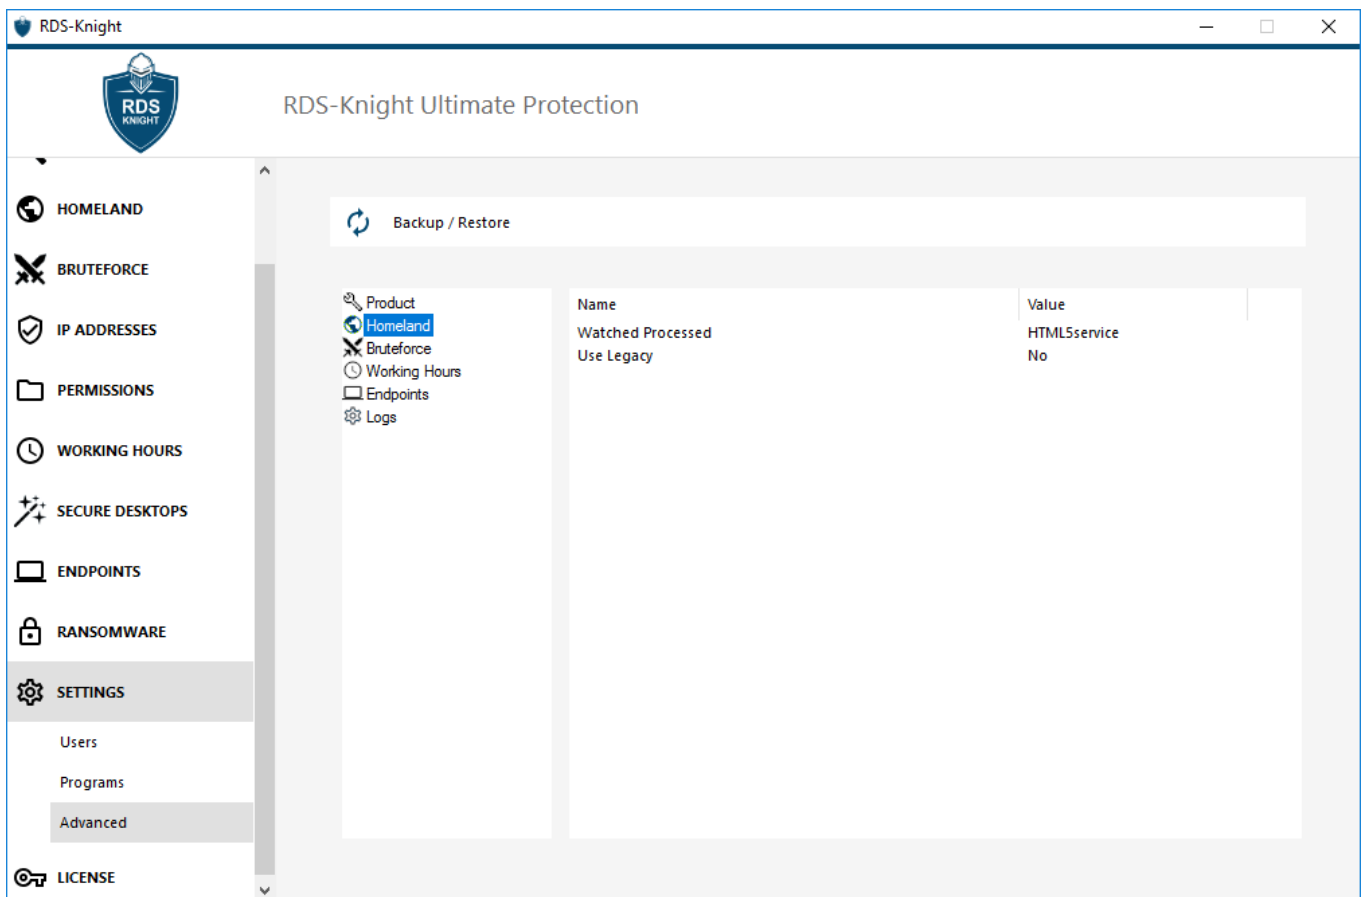 RDS-Knight
RDS
KNIGHT
RDS-Knight Ultimate Protection
HOMELAND
BRUTEFORCE
IP ADDRESSES
PERMISSIONS
WORKING HOURS
SECURE DESKTOPS
ENDPOINTS
RANSOMWARE
SETTINGS
Users
Programs
Advanced
LICENSE
Backup / Restore
Product
Homeland
Bruteforce
Working Hours
Endpoints
Logs
Name Value
Watched Processed HTML5service
Use Legacy No